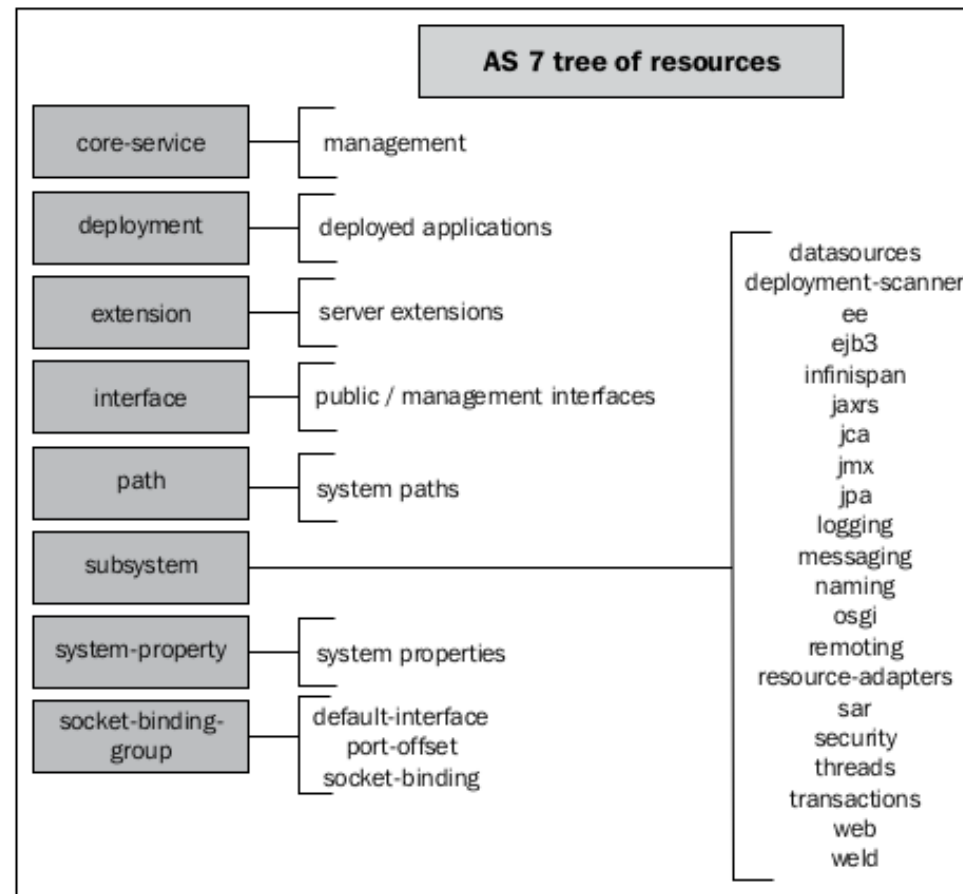 AS 7 tree of resources
core-service
management
deployment
deployed applications
extension
server extensions
interface
public / management interfaces
path
system paths
subsystem
datasources
deployment-scanner
ee
ejb3
infinispan
jaxrs
jca
jmx
jpa
logging
messaging
naming
osgi
remoting
resource-adapters
sar
security
threads
transactions
web
weld
system-property
system properties
socket-binding-
group
default-interface
port-offset
socket-binding